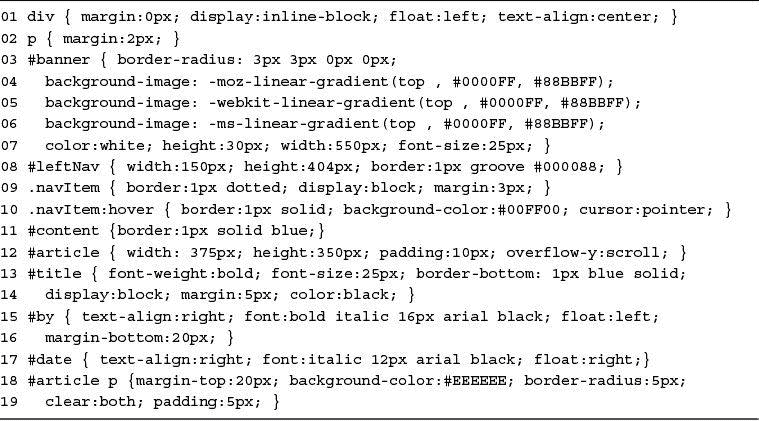 01 div { margin:0px; display:inline-block; float:left; text-align:center; }
02 p { margin:2px; }
03 #banner { border-radius: 3px 3px 0px 0px;
04   background-image: -moz-linear-gradient(top , #0000FF, #88BBFF);
05   background-image: -webkit-linear-gradient(top , #0000FF, #88BBFF);
06   background-image: -ms-linear-gradient(top , #0000FF, #88BBFF);
07   color:white; height:30px; width:550px; font-size:25px; }
08 #leftNav { width:150px; height:404px; border:1px groove #000088; }
09 .navItem { border:1px dotted; display:block; margin:3px; }
10 .navItem:hover { border:1px solid; background-color:#00FF00; cursor:pointer; }
11 #content {border:1px solid blue;}
12 #article { width: 375px; height:350px; padding:10px; overflow-y:scroll; }
13 #title { font-weight:bold; font-size:25px; border-bottom: 1px blue solid;
14   display:block; margin:5px; color:black; }
15 #by { text-align:right; font:bold italic 16px arial black; float:left;
16   margin-bottom:20px; }
17 #date { text-align:right; font:italic 12px arial black; float:right;}
18 #article p {margin-top:20px; background-color:#EEEEEE; border-radius:5px;
19   clear:both; padding:5px; }